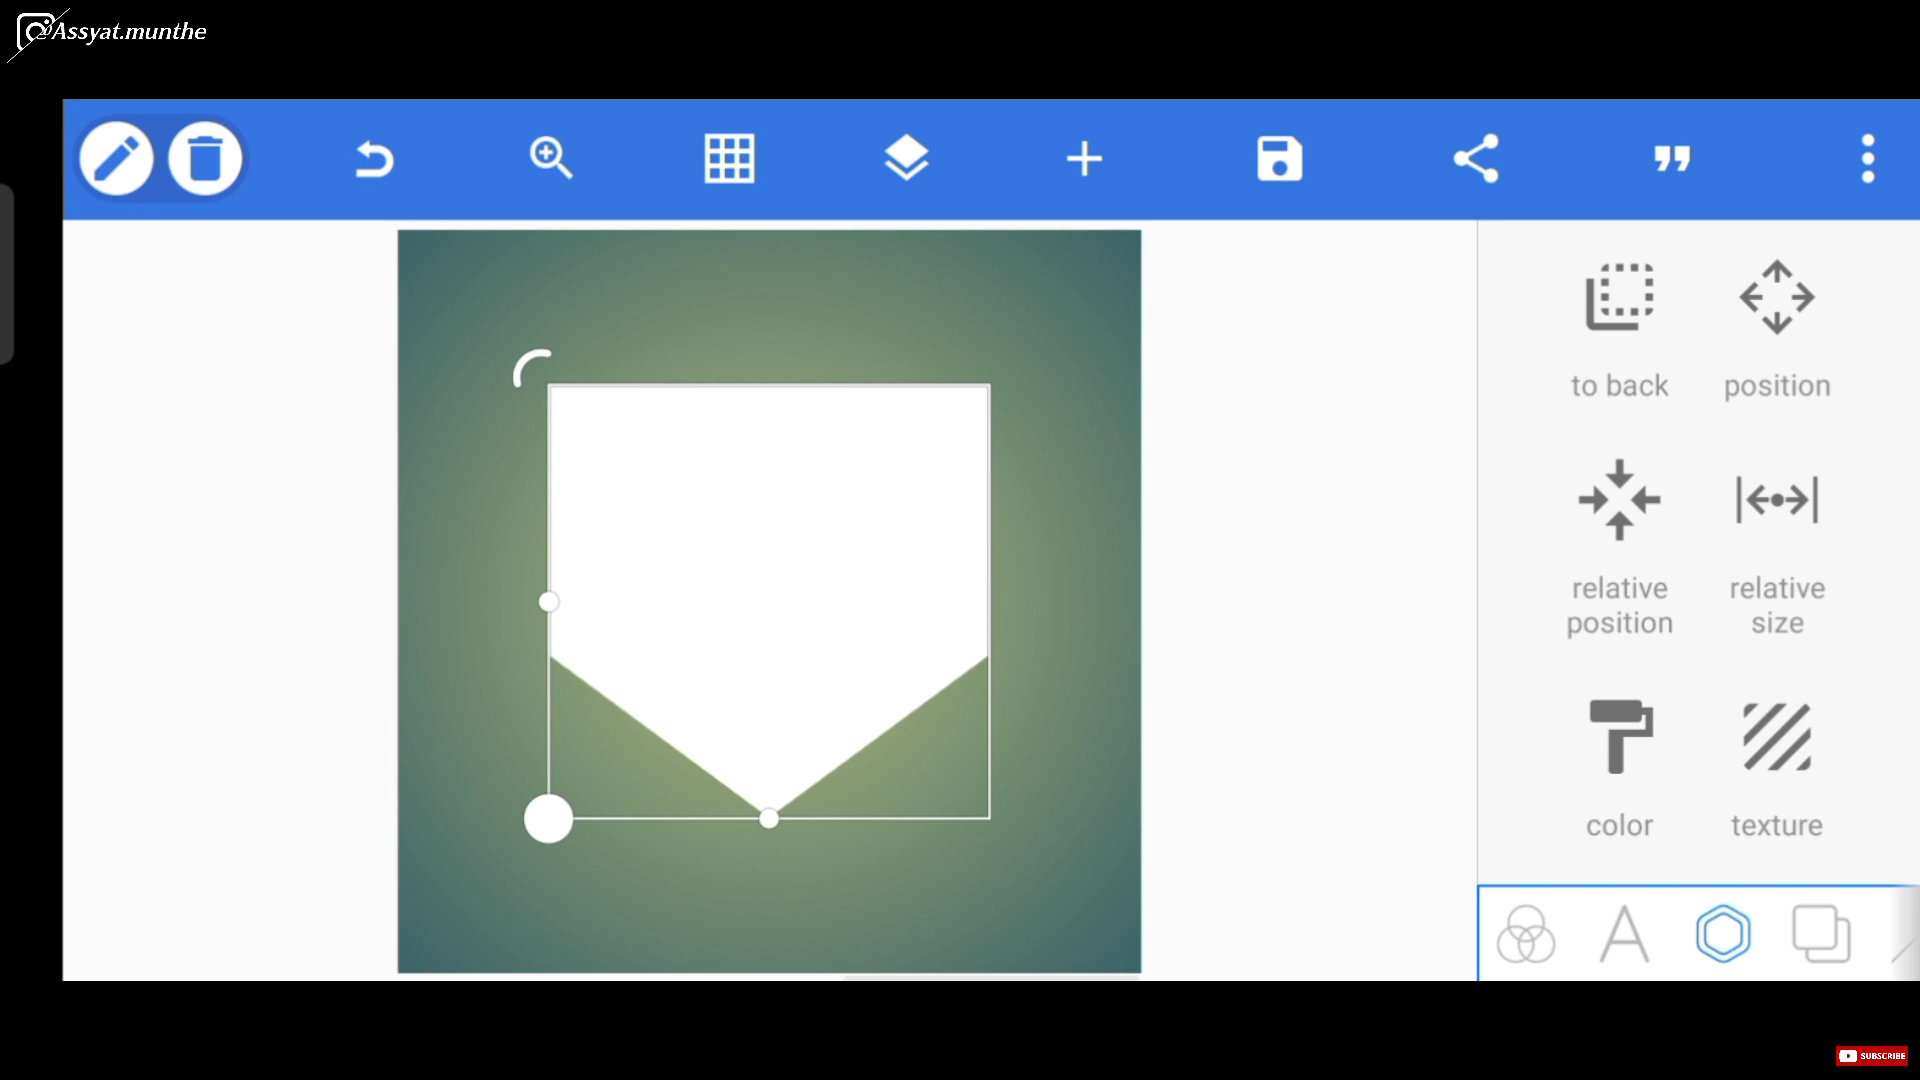 @Assyat.munthe
to back
position
relative
position
relative
size
color
texture
SUBSCRIBE